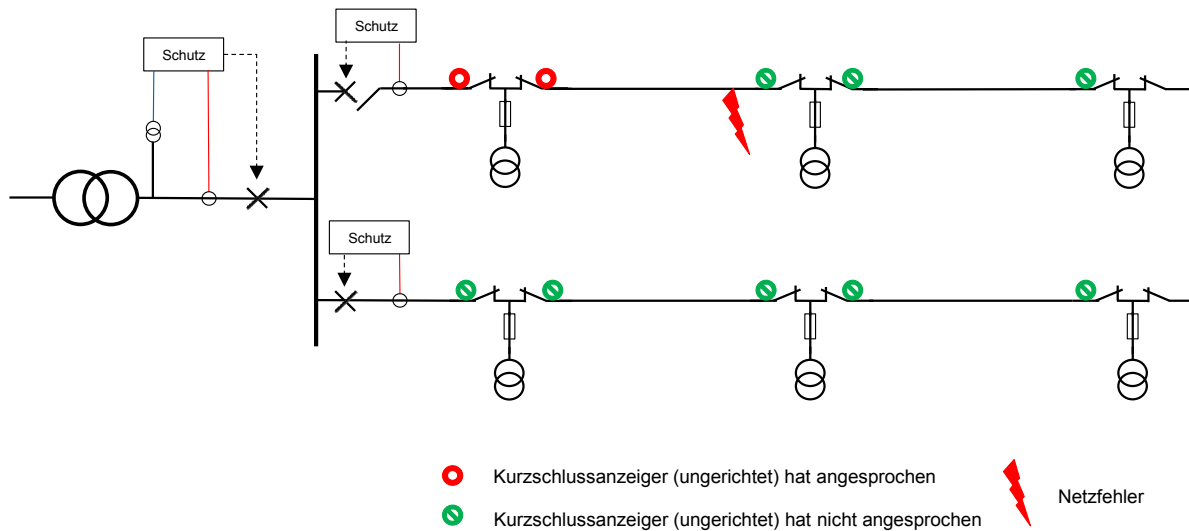 Schutz
Schutz
Schutz
Kurzschlussanzeiger (ungerichtet) hat angesprochen
Kurzschlussanzeiger (ungerichtet) hat nicht angesprochen
Netzfehler